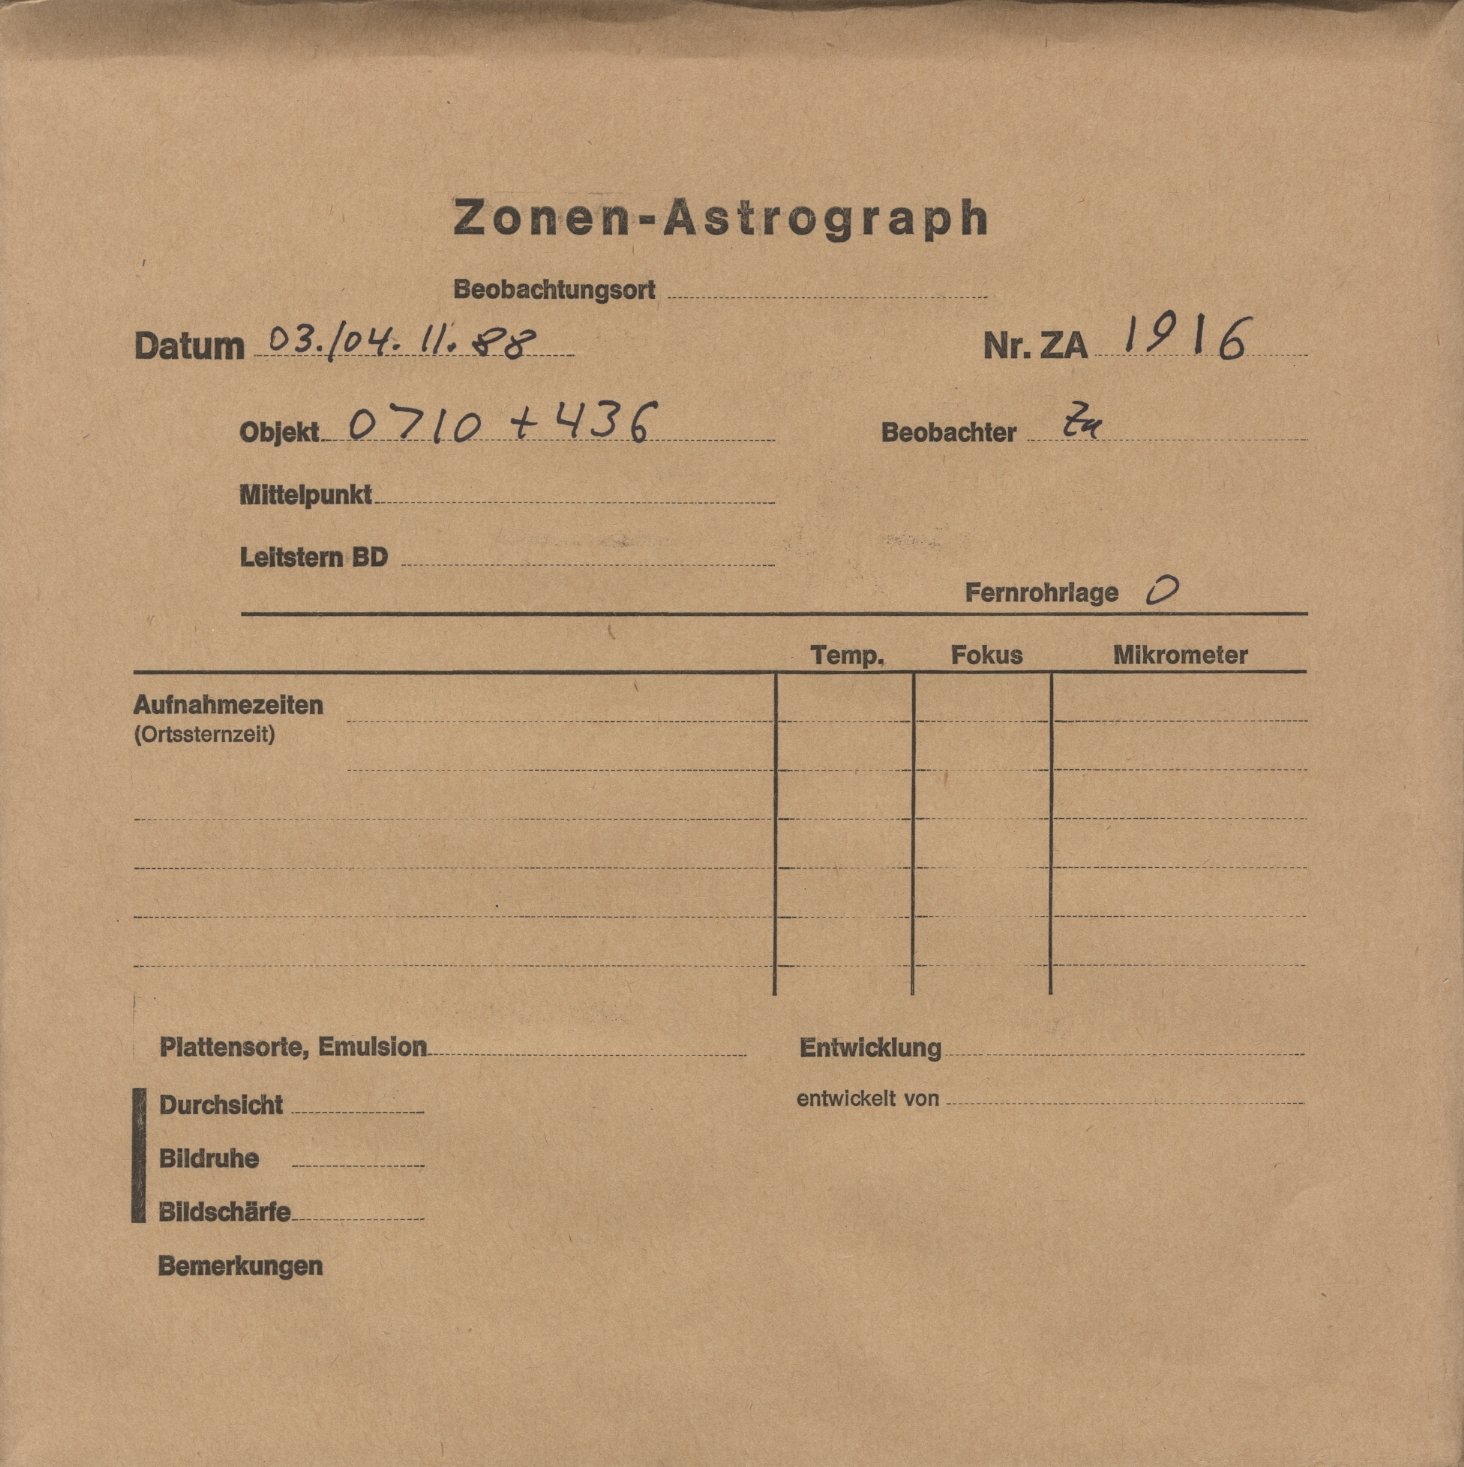 Zonen-Astrograph
Beobachtungsort
Datum 03./04. 11. 88 Nr. ZA 1916
Objekt 0710 + 436 Beobachter Zu
Mittelpunkt
Leitstern BD
Fernrohrlage O
Temp. Fokus Mikrometer
Aufnahmezeiten
(Ortssternzeit)
Plattensorte, Emulsion Entwicklung
Durchsicht entwickelt von
Bildruhe
Bildschärfe
Bemerkungen